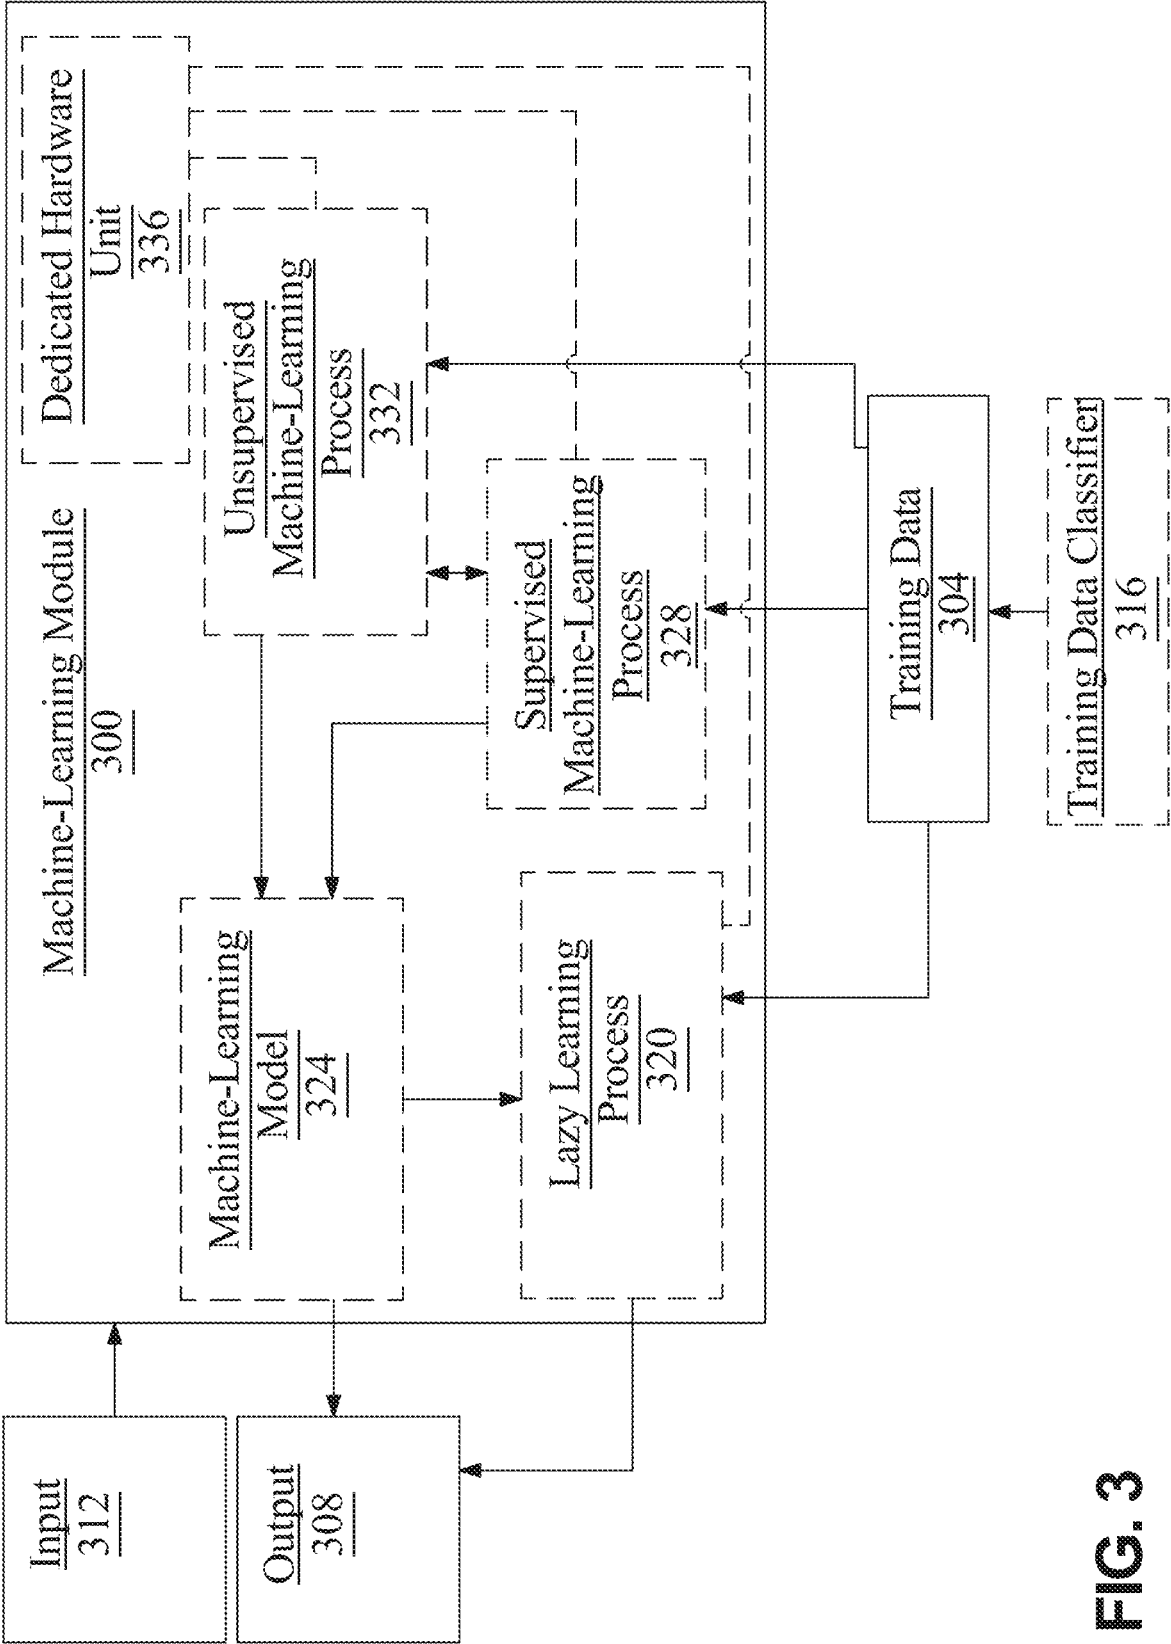 Input
312
Output
308
Machine-Learning Module
300
Dedicated Hardware
Unit
336
Machine-Learning
Model
324
Unsupervised
Machine-Learning
Process
332
Lazy Learning
Process
320
Supervised
Machine-Learning
Process
328
Training Data
304
Training Data Classifier
316
FIG. 3